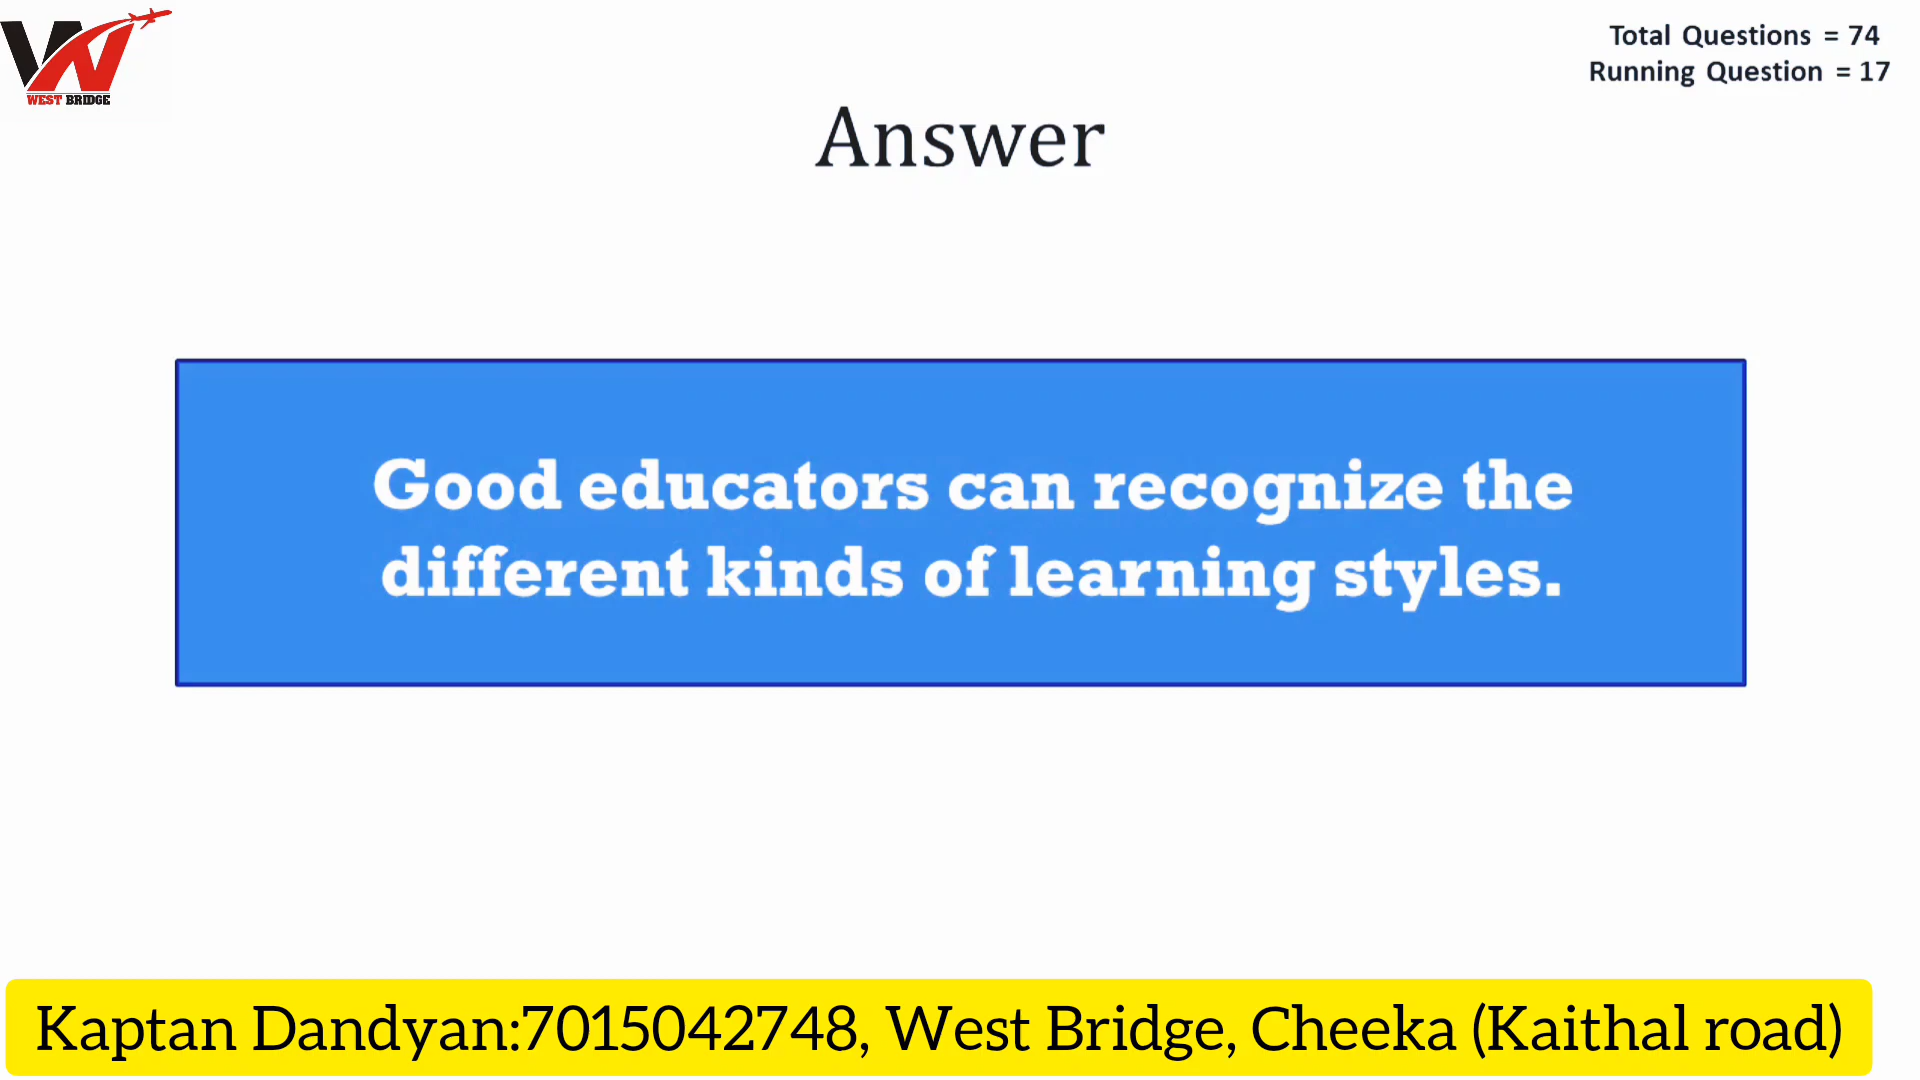 WEST BRIDGE
Total Questions = 74
Running Question = 17
Answer
Good educators can recognize the
different kinds of learning styles.
Kaptan Dandyan:7015042748, West Bridge, Cheeka (Kaithal road)